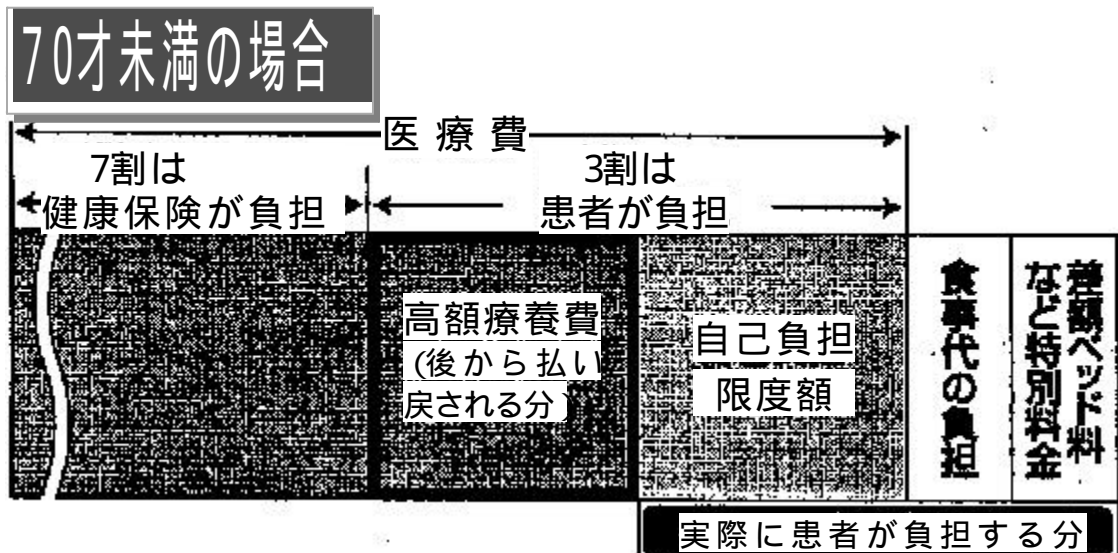 70才未満の場合
医療費
7割は
健康保険が負担
3割は
患者が負担
高額療養費
(後から払い
戻される分)
自己負担
限度額
食事代の負担
差額ベッド料
など特別料金
実際に患者が負担する分